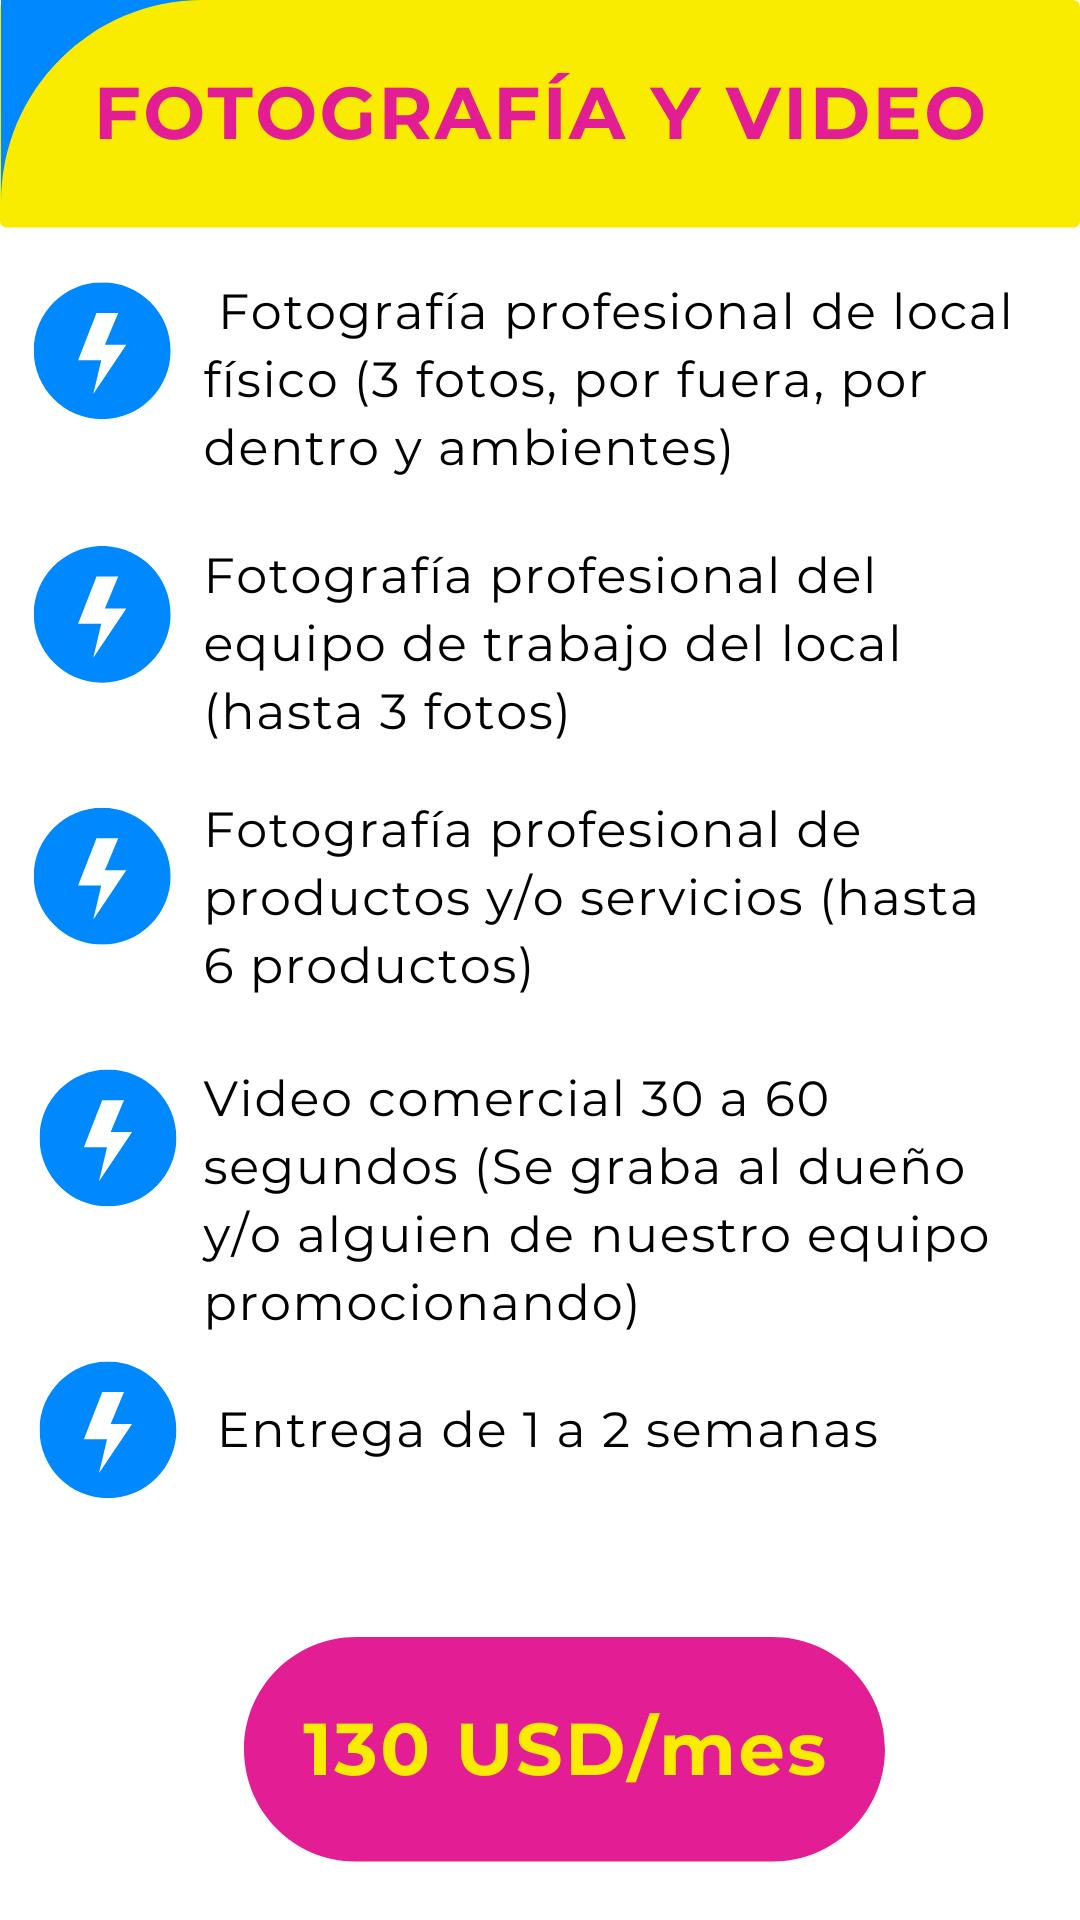 FOTOGRAFÍA Y VIDEO
Fotografía profesional de local
físico (3 fotos, por fuera, por
dentro y ambientes)
Fotografía profesional del
equipo de trabajo del local
(hasta 3 fotos)
Fotografía profesional de
productos y/o servicios (hasta
6 productos)
Video comercial 30 a 60
segundos (Se graba al dueño
y/o alguien de nuestro equipo
promocionando)
Entrega de 1 a 2 semanas
130 USD/mes